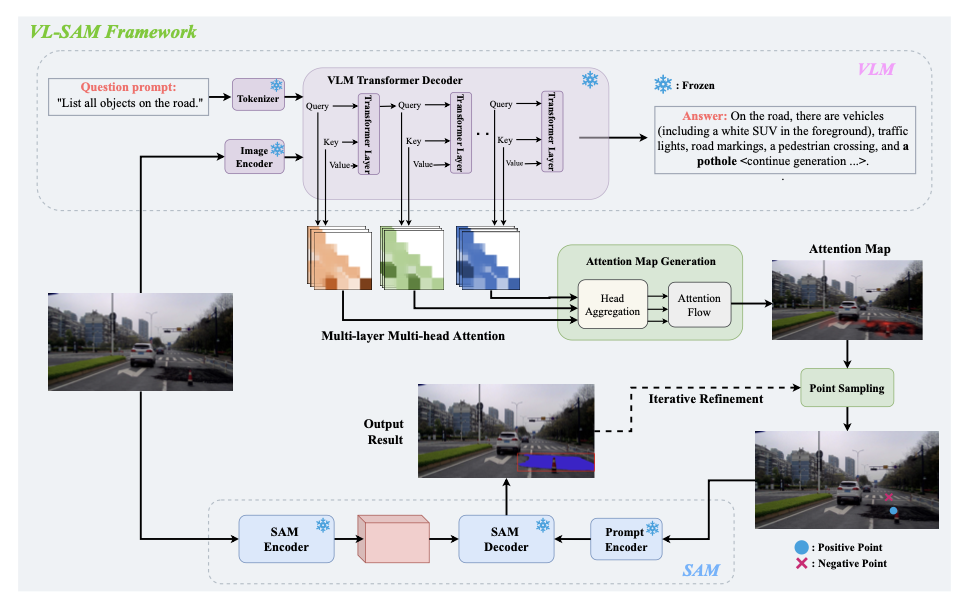 VL-SAM Framework
VLM
Question prompt:
"List all objects on the road."
Tokenizer
Image
Encoder
VLM Transformer Decoder
Query
Key
Value
Transformer Layer
Query
Key
Value
Transformer Layer
. .
Query
Key
Value
Transformer Layer
: Frozen
Answer: On the road, there are vehicles
(including a white SUV in the foreground), traffic
lights, road markings, a pedestrian crossing, and a
pothole <continue generation ...>.
.
Multi-layer Multi-head Attention
Attention Map Generation
Head
Aggregation
Attention
Flow
Attention Map
Point Sampling
Iterative Refinement
Output
Result
SAM
Encoder
SAM
Decoder
Prompt
Encoder
SAM
: Positive Point
: Negative Point